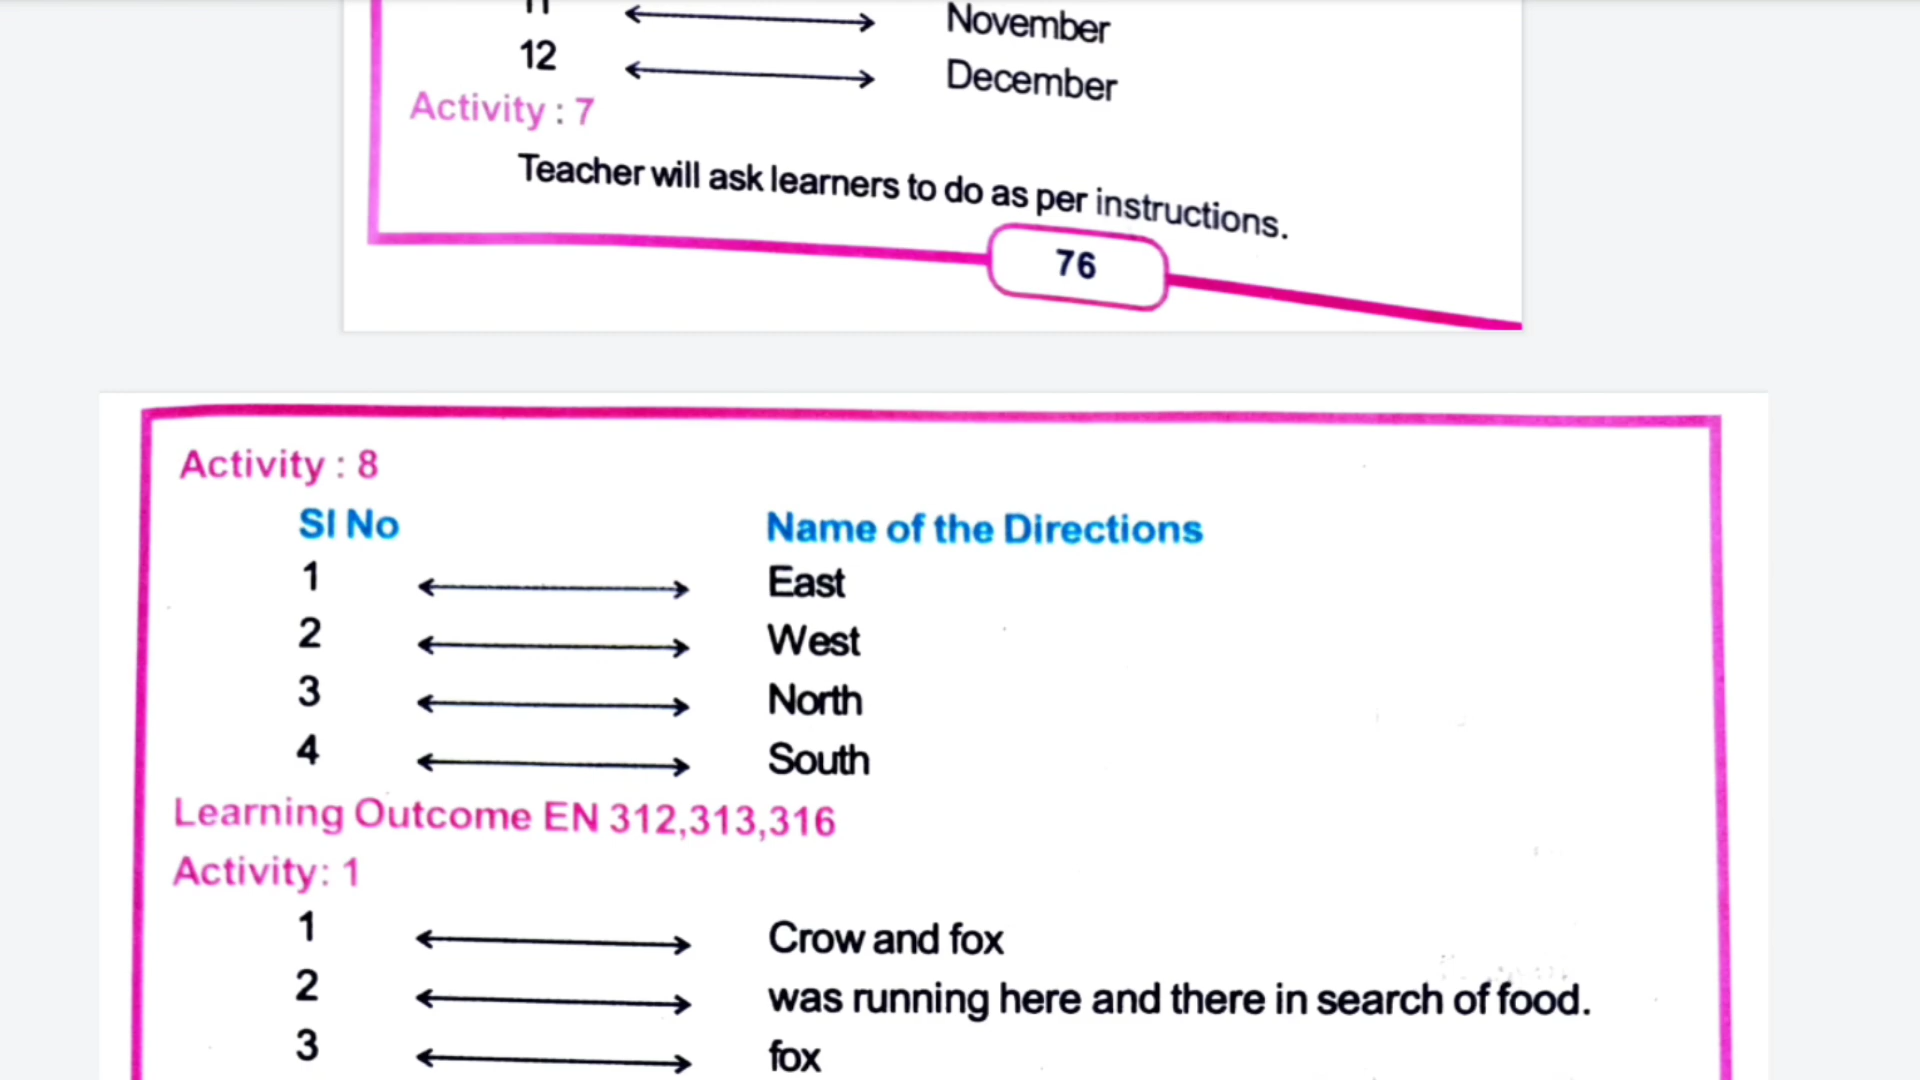 11 November
12 December
Activity : 7
Teacher will ask learners to do as per instructions.
76
Activity : 8
Sl No Name of the Directions
1 East
2 West
3 North
4 South
Learning Outcome EN 312,313,316
Activity: 1
1 Crow and fox
2 was running here and there in search of food.
3 fox